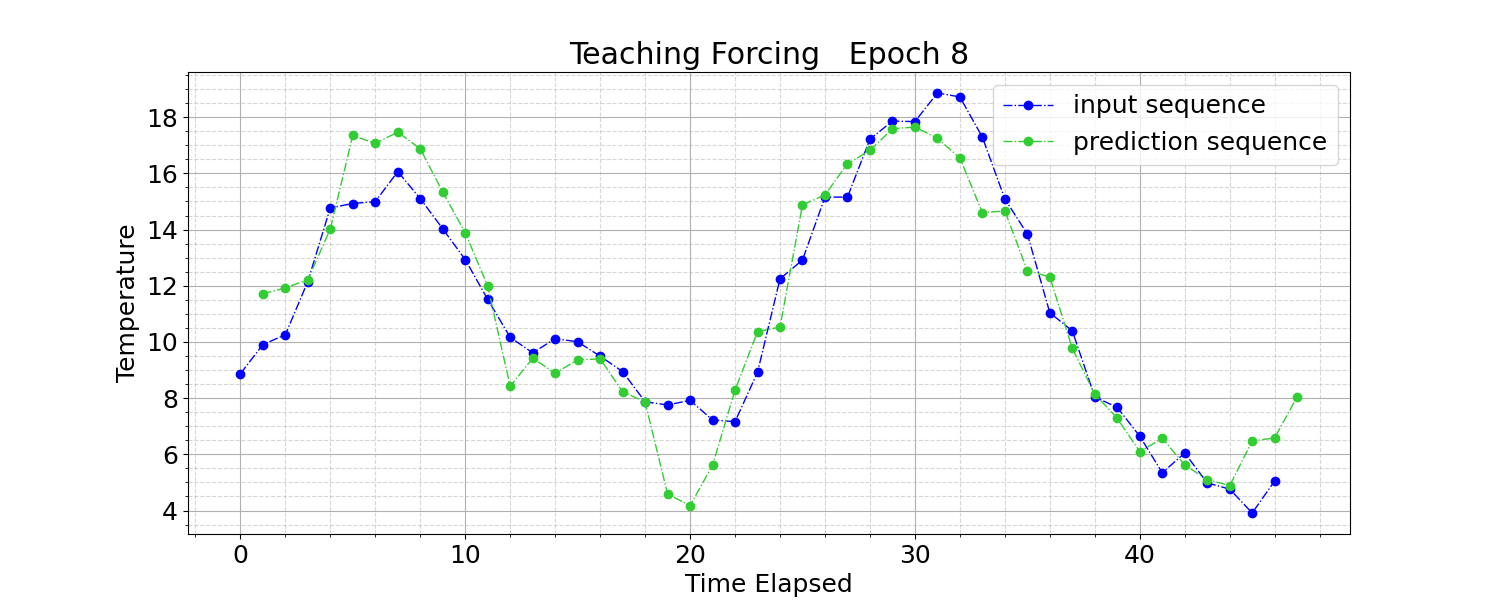 Teaching Forcing   Epoch 8
input sequence
prediction sequence
Temperature
18
16
14
12
10
8
6
4
0 10 20 30 40
Time Elapsed